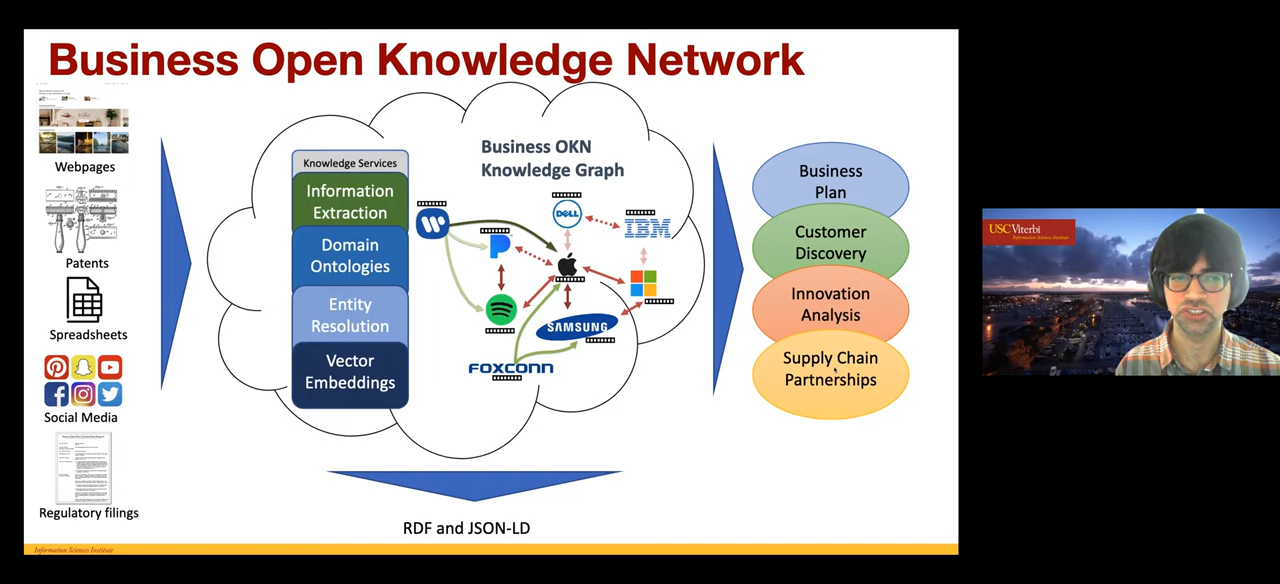 Business Open Knowledge Network
Webpages
Patents
Spreadsheets
Social Media
Regulatory filings
Knowledge Services
Information
Extraction
Domain
Ontologies
Entity
Resolution
Vector
Embeddings
Business OKN
Knowledge Graph
DELL
IBM
SAMSUNG
FOXCONN
Business
Plan
Customer
Discovery
Innovation
Analysis
Supply Chain
Partnerships
RDF and JSON-LD
Information Sciences Institute
USC Viterbi
Information Sciences Institute